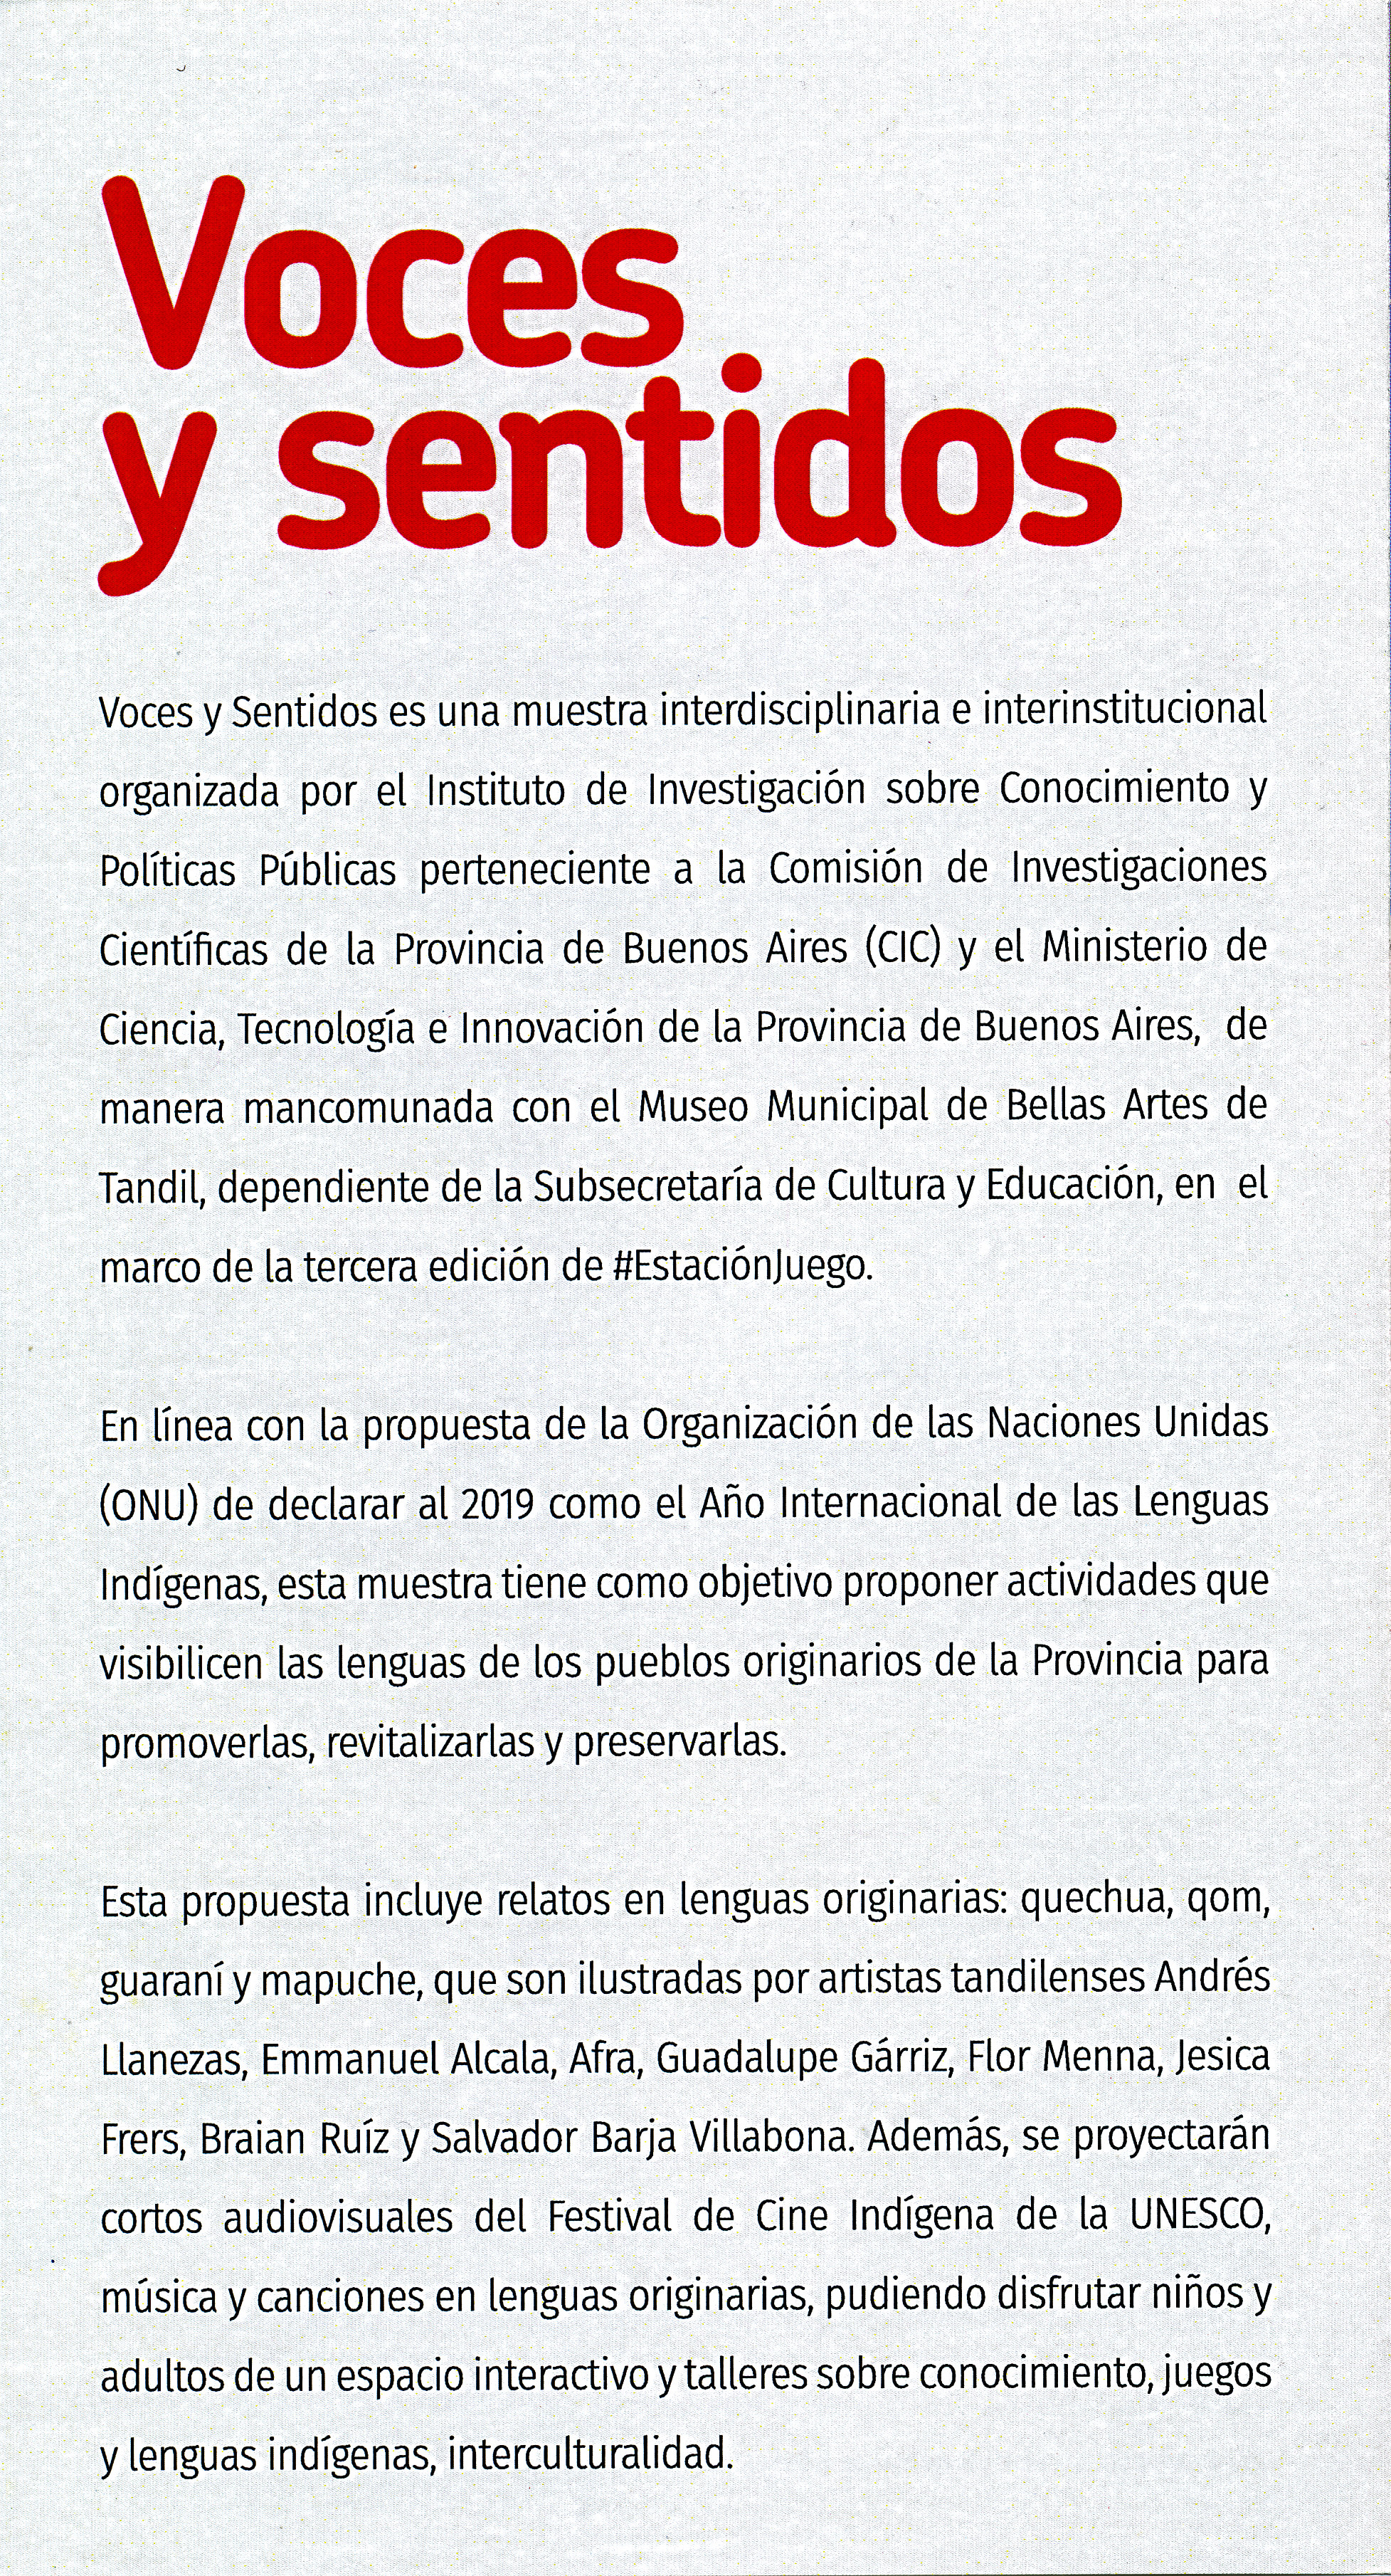 Voces
y sentidos
Voces y Sentidos es una muestra interdisciplinaria e interinstitucional
organizada por el Instituto de Investigación sobre Conocimiento y
Políticas Públicas perteneciente a la Comisión de Investigaciones
Científicas de la Provincia de Buenos Aires (CIC) y el Ministerio de
Ciencia, Tecnología e Innovación de la Provincia de Buenos Aires, de
manera mancomunada con el Museo Municipal de Bellas Artes de
Tandil, dependiente de la Subsecretaría de Cultura y Educación, en el
marco de la tercera edición de #EstaciónJuego.
En línea con la propuesta de la Organización de las Naciones Unidas
(ONU) de declarar al 2019 como el Año Internacional de las Lenguas
Indígenas, esta muestra tiene como objetivo proponer actividades que
visibilicen las lenguas de los pueblos originarios de la Provincia para
promoverlas, revitalizarlas y preservarlas.
Esta propuesta incluye relatos en lenguas originarias: quechua, qom,
guaraní y mapuche, que son ilustradas por artistas tandilenses Andrés
Llanezas, Emmanuel Alcala, Afra, Guadalupe Gárriz, Flor Menna, Jesica
Frers, Braian Ruíz y Salvador Barja Villabona. Además, se proyectarán
cortos audiovisuales del Festival de Cine Indígena de la UNESCO,
música y canciones en lenguas originarias, pudiendo disfrutar niños y
adultos de un espacio interactivo y talleres sobre conocimiento, juegos
y lenguas indígenas, interculturalidad.